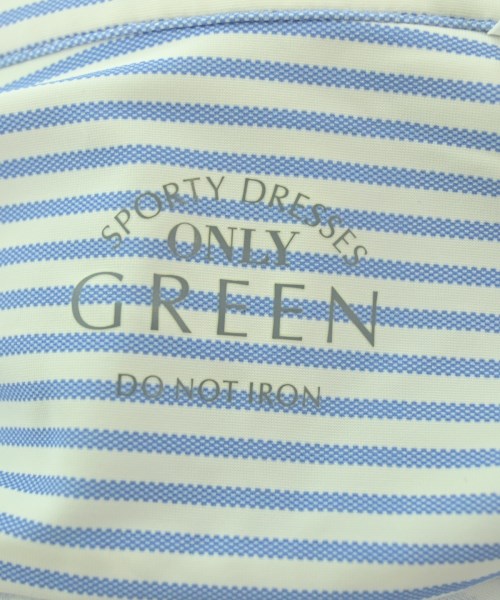 SPORTY DRESSES
ONLY
GREEN
DO NOT IRON